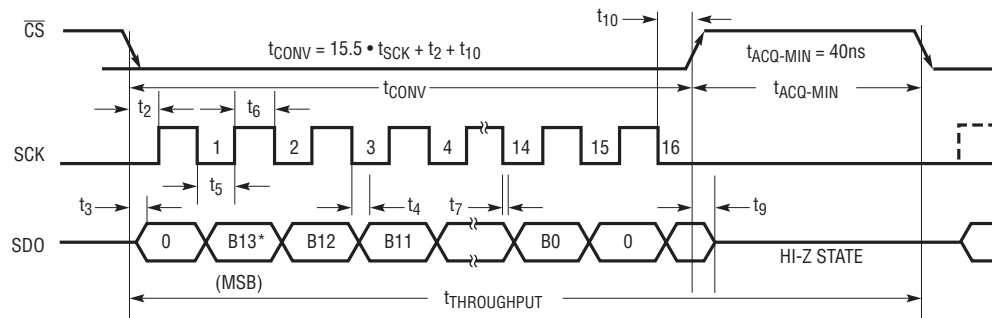 t10
CS
tCONV = 15.5 • tSCK + t2 + t10
tACQ-MIN = 40ns
tCONV
tACQ-MIN
t2
t6
SCK
1
2
3
4
14
15
16
t3
t5
t4
t7
t9
SDO
0
B13*
B12
B11
B0
0
HI-Z STATE
(MSB)
tTHROUGHPUT